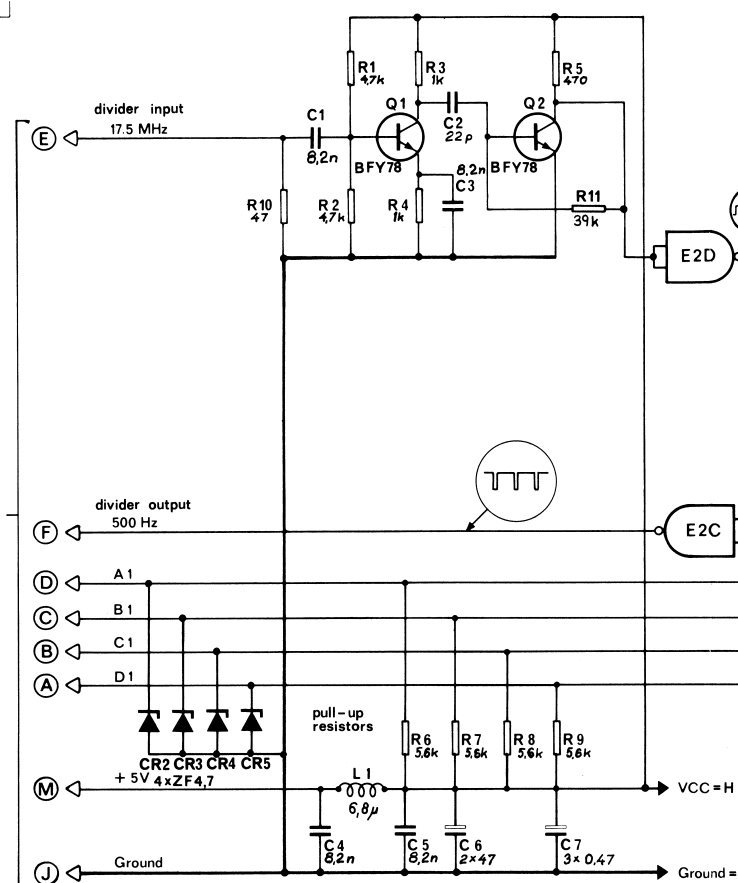 R1
4,7k
R3
1k
R5
470
divider input
17.5 MHz
E
C1
8,2n
Q1
C2
22p
Q2
BFY78
8,2n
C3
BFY78
R10
47
R2
4,7k
R4
1k
R11
39k
E2D
divider output
500 Hz
F
E2C
D
A1
C
B1
B
C1
A
D1
pull-up
resistors
R6
5,6k
R7
5,6k
R8
5,6k
R9
5,6k
CR2 CR3 CR4 CR5
M
+ 5V
4xZF4,7
L1
6,8µ
VCC = H
C4
8,2n
C5
8,2n
C6
2x47
C7
3x0,47
J
Ground
Ground =